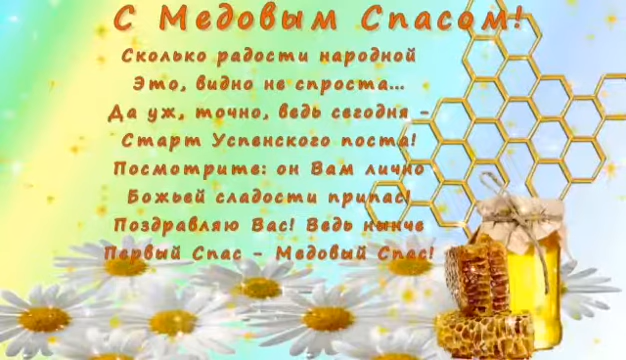 С Медовым Спасом!
Сколько радости народной
Это, видно не спроста...
Да уж, точно, ведь сегодня -
Старт Успенского поста!
Посмотрите: он Вам лично
Божьей сладости припас!
Поздравляю Вас! Ведь нынче
Первый Спас - Медовый Спас!